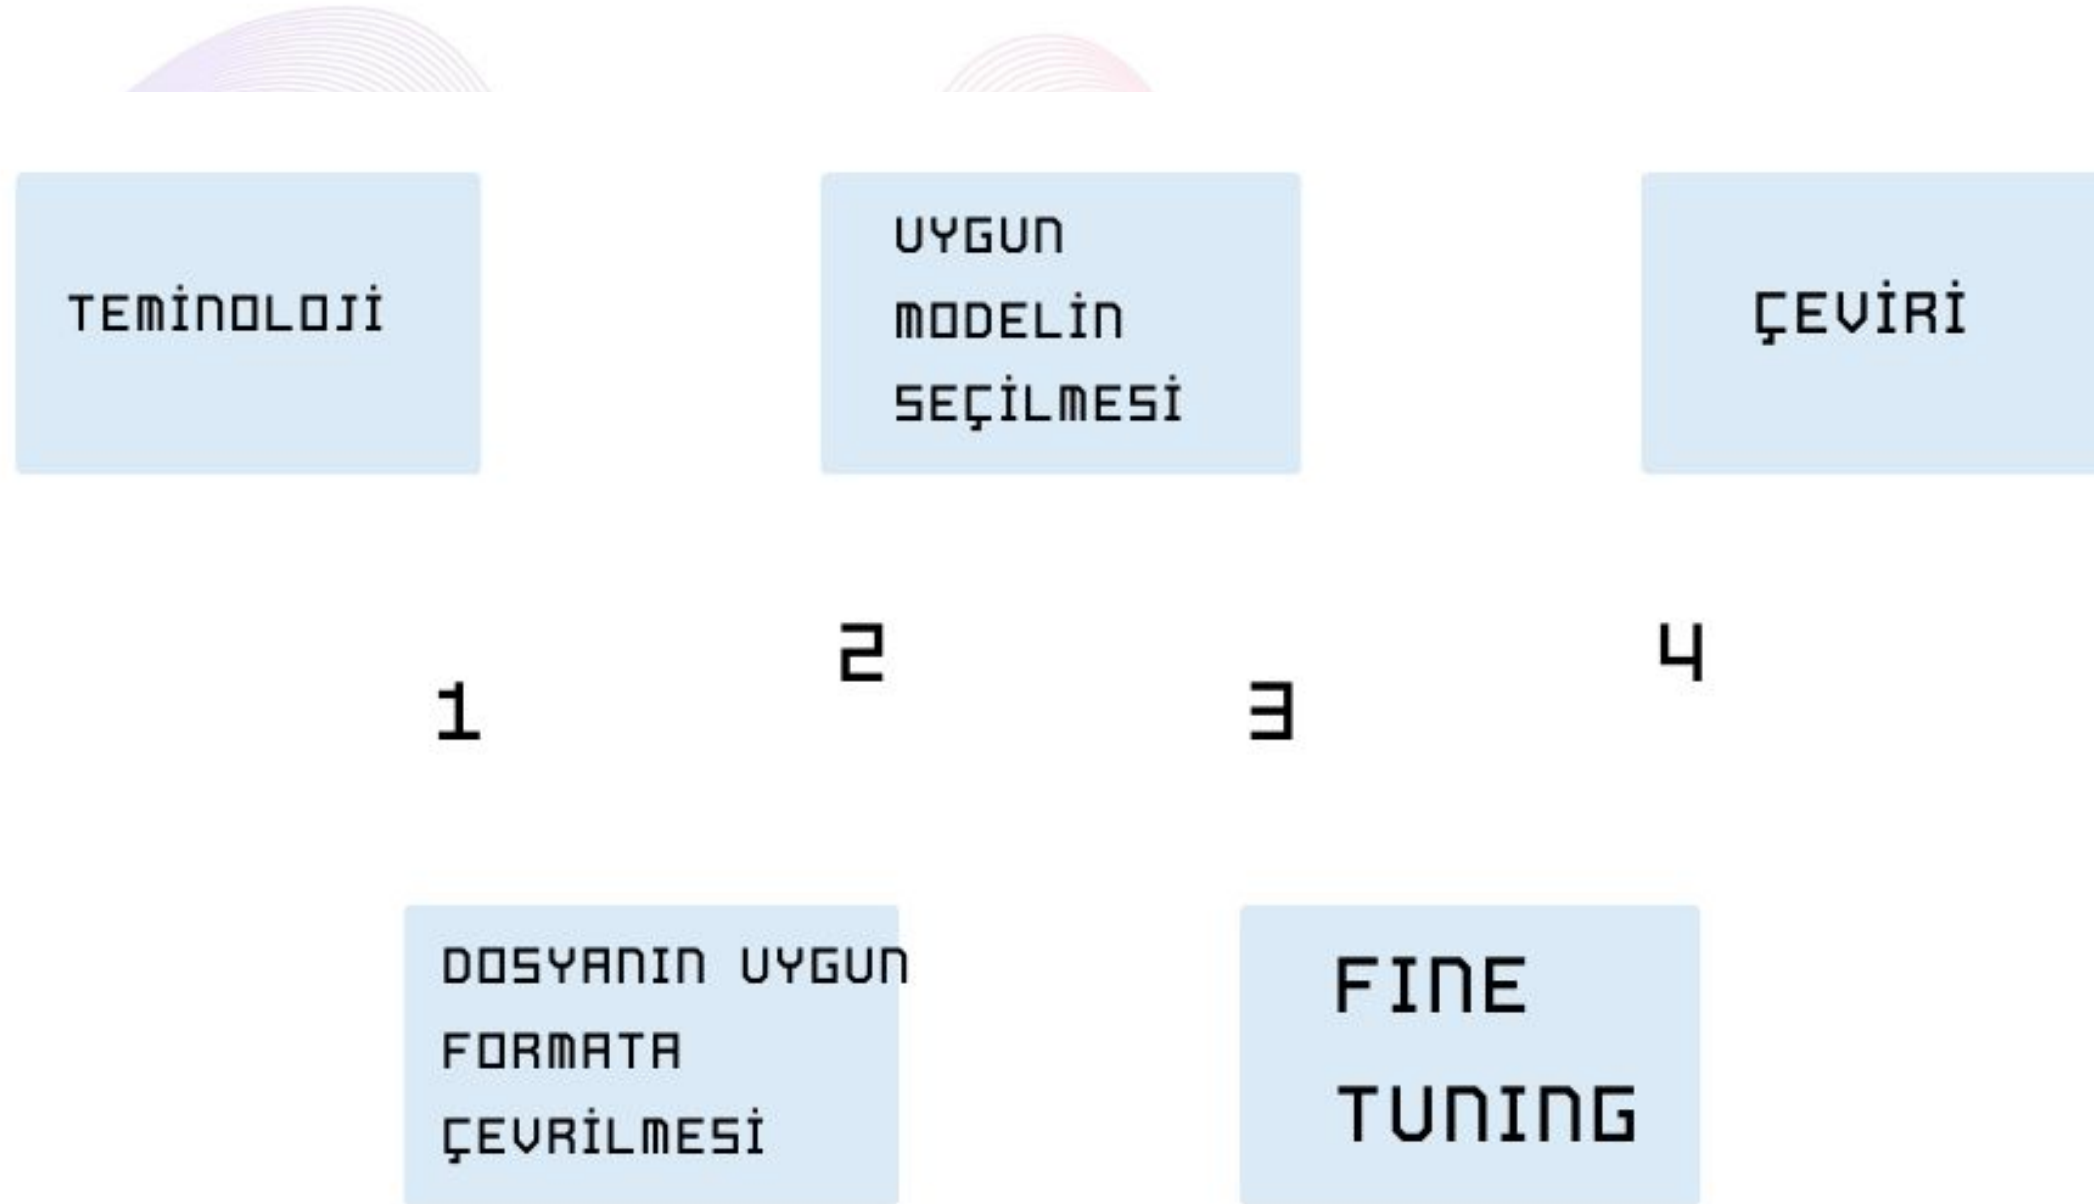 TEMİNOLOJİ
UYGUN
MODELİN
SEÇİLMESİ
ÇEVİRİ
1
2
3
4
DOSYANIN UYGUN
FORMATA
ÇEVRİLMESİ
FINE
TUNING